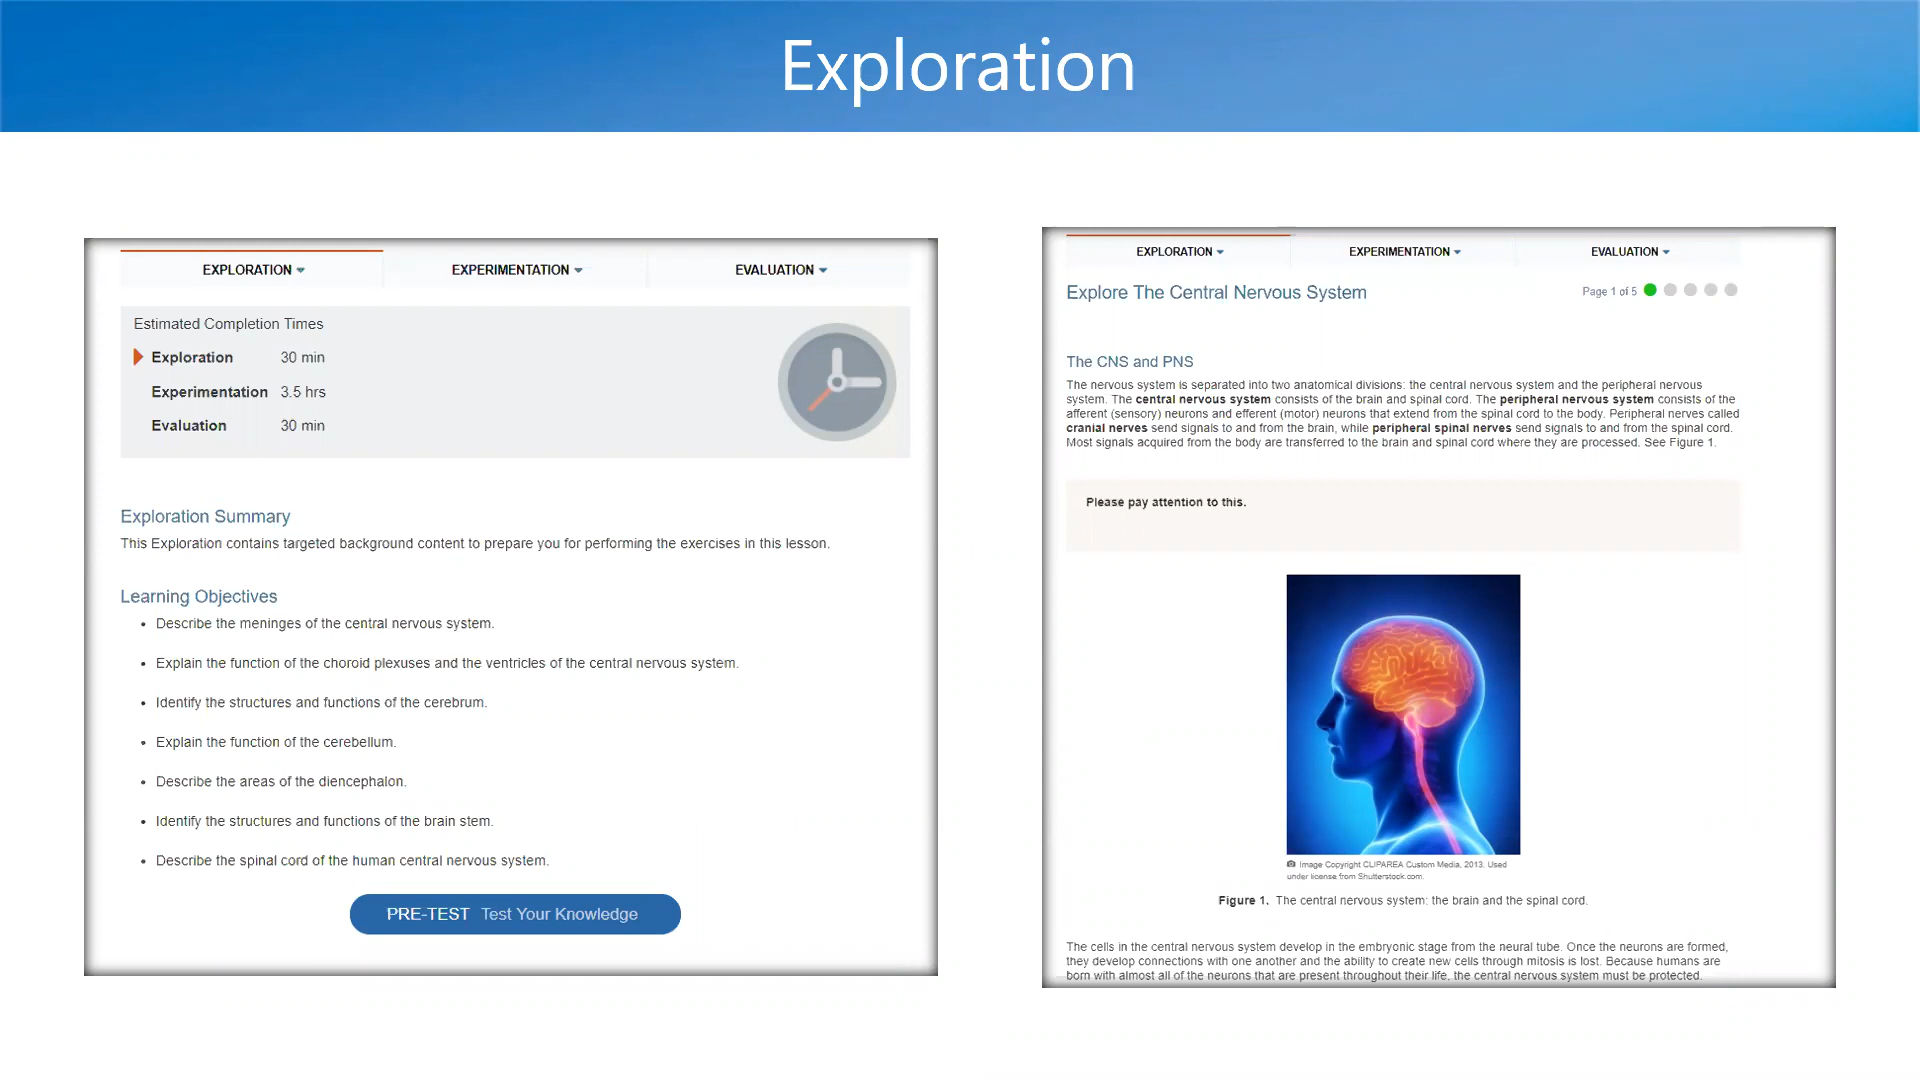 Exploration
EXPLORATION
EXPERIMENTATION
EVALUATION
Estimated Completion Times
Exploration 30 min
Experimentation 3.5 hrs
Evaluation 30 min
Exploration Summary
This Exploration contains targeted background content to prepare you for performing the exercises in this lesson.
Learning Objectives
• Describe the meninges of the central nervous system.
• Explain the function of the choroid plexuses and the ventricles of the central nervous system.
• Identify the structures and functions of the cerebrum.
• Explain the function of the cerebellum.
• Describe the areas of the diencephalon.
• Identify the structures and functions of the brain stem.
• Describe the spinal cord of the human central nervous system.
PRE-TEST Test Your Knowledge
EXPLORATION
EXPERIMENTATION
EVALUATION
Explore The Central Nervous System
Page 1 of 5
The CNS and PNS
The nervous system is separated into two anatomical divisions: the central nervous system and the peripheral nervous
system. The central nervous system consists of the brain and spinal cord. The peripheral nervous system consists of the
afferent (sensory) neurons and efferent (motor) neurons that extend from the spinal cord to the body. Peripheral nerves called
cranial nerves send signals to and from the brain, while peripheral spinal nerves send signals to and from the spinal cord.
Most signals acquired from the body are transferred to the brain and spinal cord where they are processed. See Figure 1.
Please pay attention to this.
Image Copyright CLIPAREA Custom Media, 2013. Used
under license from Shutterstock.com.
Figure 1. The central nervous system: the brain and the spinal cord.
The cells in the central nervous system develop in the embryonic stage from the neural tube. Once the neurons are formed,
they develop connections with one another and the ability to create new cells through mitosis is lost. Because humans are
born with almost all of the neurons that are present throughout their life, the central nervous system must be protected.